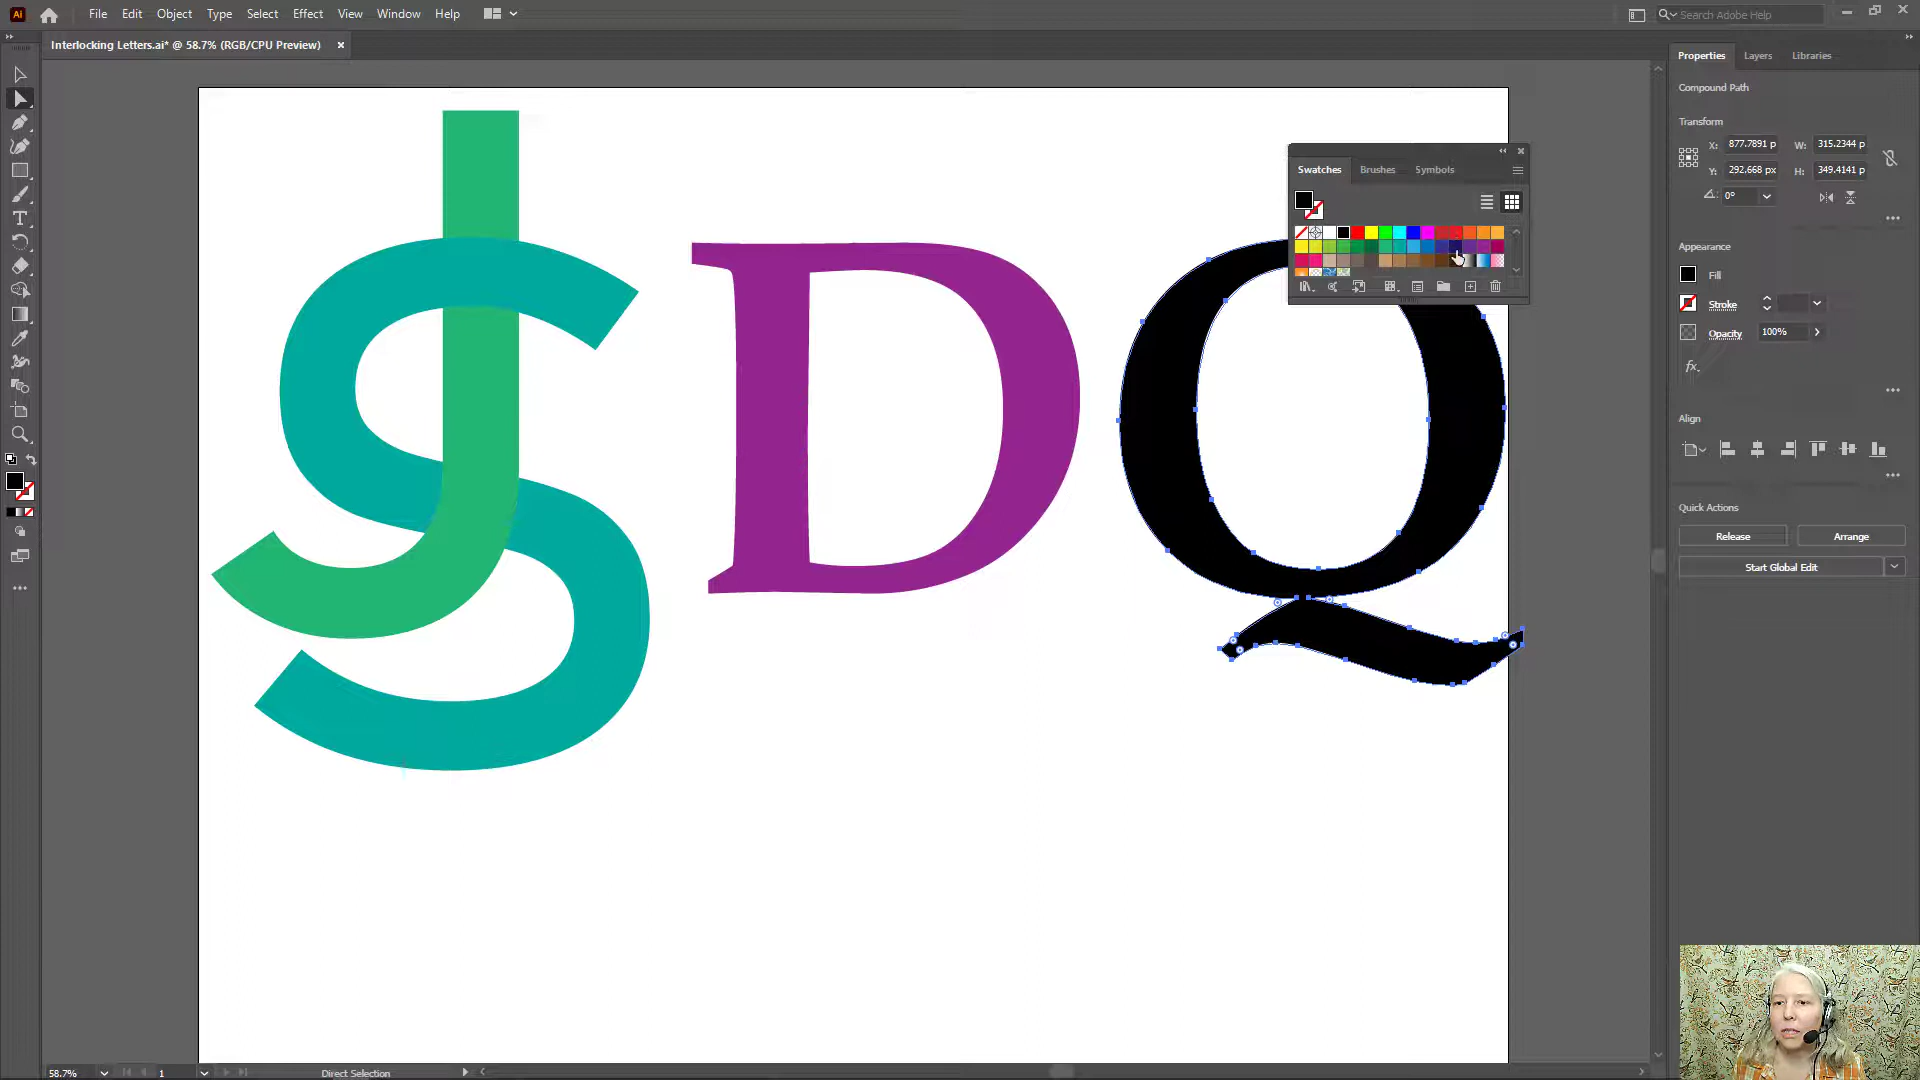 Ai File Edit Object Type Select Effect View Window Help Search Adobe Help
Interlocking Letters.ai* @ 58.7% (RGB/CPU Preview) ×
Properties Layers Libraries
Compound Path
Transform
X: 877.7891 p W: 315.2344 p
Y: 292.668 px H: 349.4141 p
0°
Appearance
Fill
Stroke
Opacity 100%
fx.
Align
Quick Actions
Release Arrange
Start Global Edit
Swatches Brushes Symbols
J S D Q
58.7% 1 Direct Selection